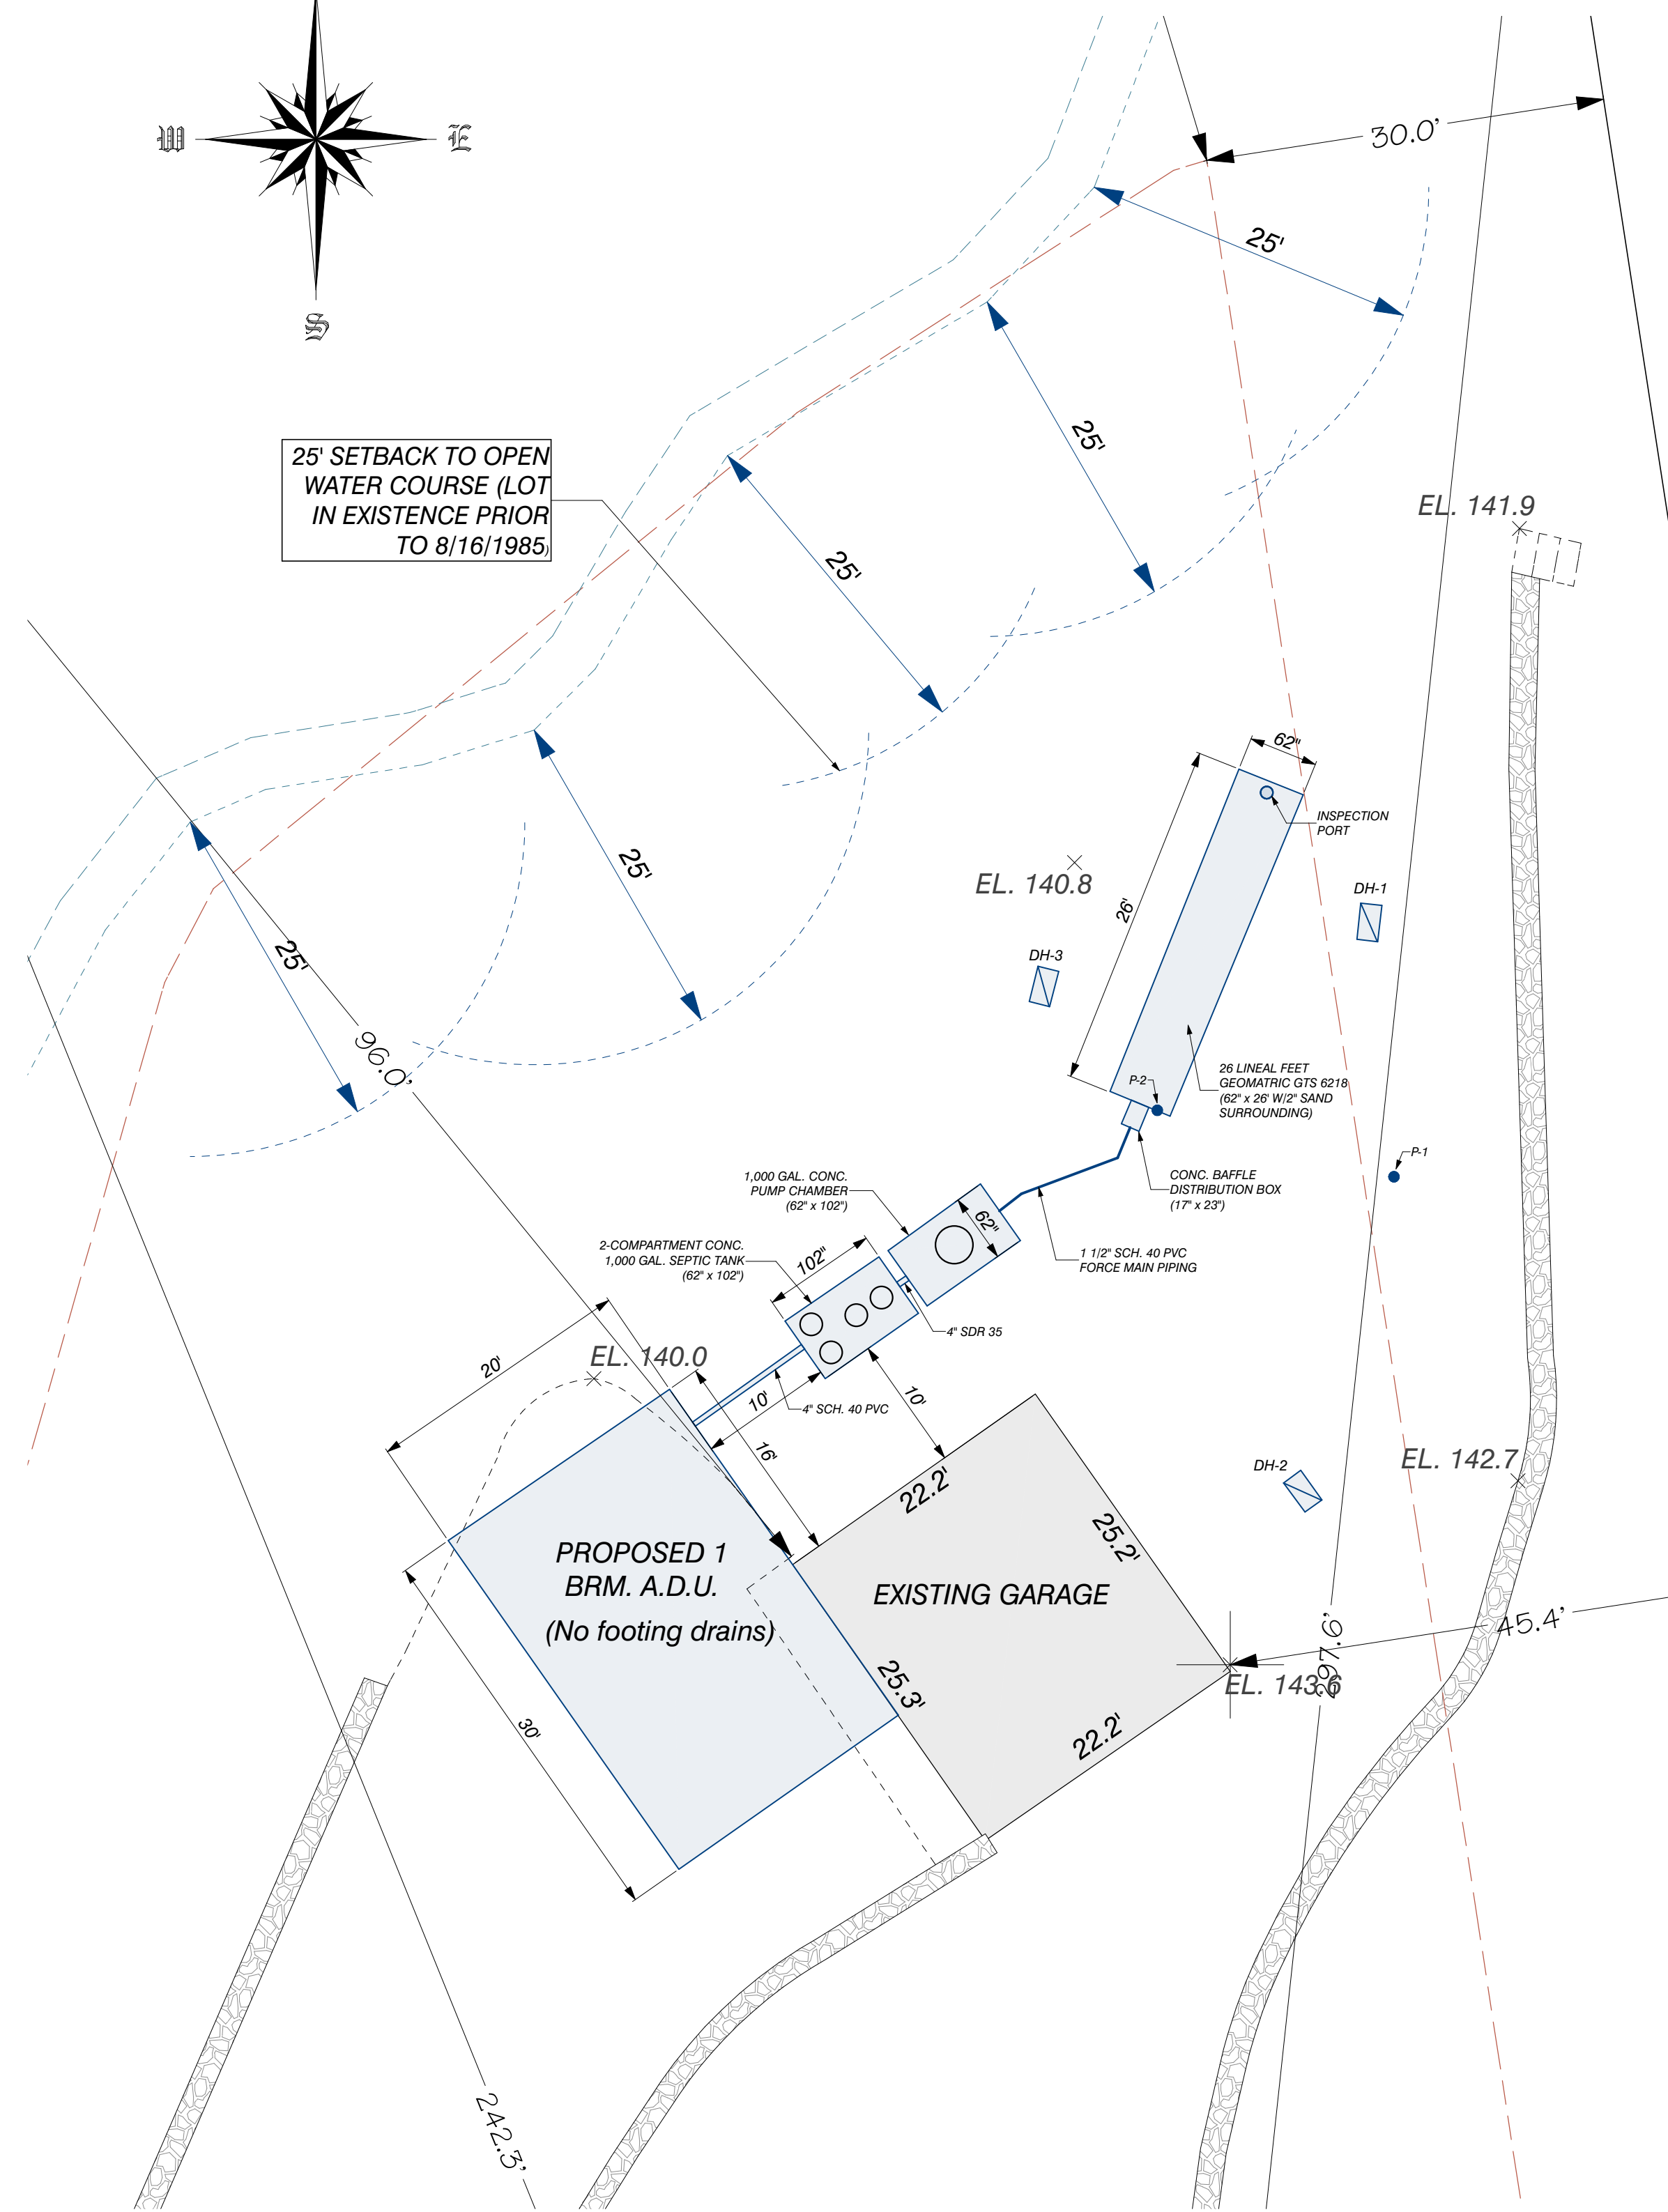 W
E
S
30.0'
25'
25'
25' SETBACK TO OPEN
WATER COURSE (LOT
IN EXISTENCE PRIOR
TO 8/16/1985)
EL. 141.9
25'
62"
INSPECTION
PORT
25'
EL. 140.8
DH-1
26'
25'
DH-3
96.0'
26 LINEAL FEET
GEOMATRIC GTS 6218
(62" x 26' W/2" SAND
SURROUNDING)
P-2
P-1
1,000 GAL. CONC.
PUMP CHAMBER
(62" x 102")
CONC. BAFFLE
DISTRIBUTION BOX
(17" x 23")
62"
2-COMPARTMENT CONC.
1,000 GAL. SEPTIC TANK
(62" x 102")
102"
1 1/2" SCH. 40 PVC
FORCE MAIN PIPING
4" SDR 35
EL. 140.0
20'
10'
10'
4" SCH. 40 PVC
16'
EL. 142.7
DH-2
22.2'
25.2'
PROPOSED 1
BRM. A.D.U.
(No footing drains)
EXISTING GARAGE
45.4'
297.6'
EL. 143.6
25.3'
30'
22.2'
242.3'